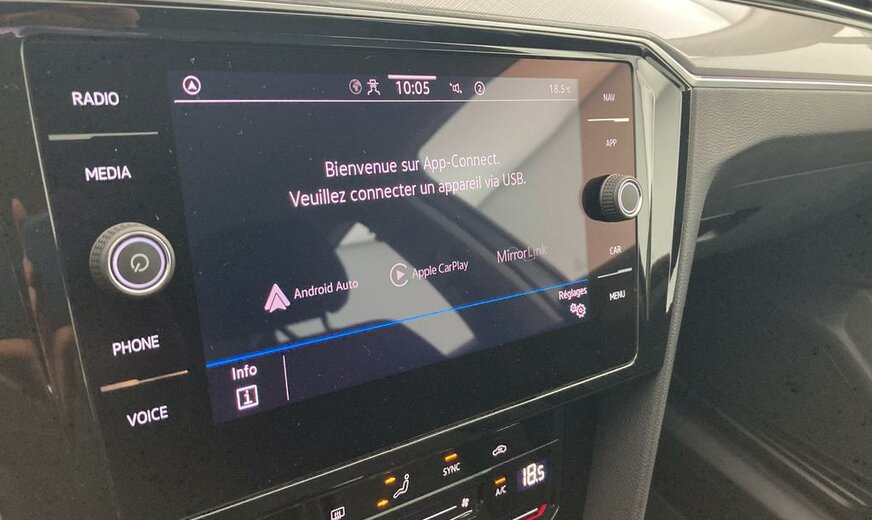 RADIO
MEDIA
PHONE
VOICE
10:05
2
18.5°C
Bienvenue sur App-Connect.
Veuillez connecter un appareil via USB.
Android Auto
Apple CarPlay
MirrorLink
Réglages
Info
i
NAV
APP
CAR
MENU
SYNC
A/C
18.5